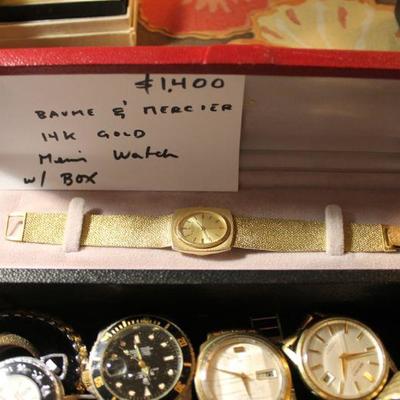 $1,400
BAUME & MERCIER
14K GOLD
Men's Watch
w/ BOX